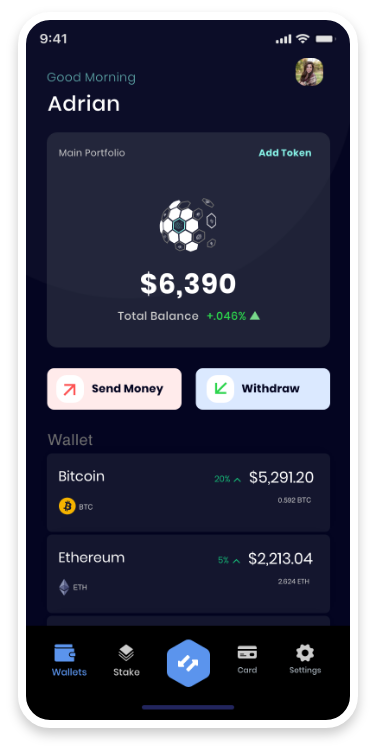 9:41
Good Morning
Adrian
Main Portfolio
Add Token
$6,390
Total Balance +.046%
Send Money
Withdraw
Wallet
Bitcoin
20% $5,291.20
BTC
0.592 BTC
Ethereum
5% $2,213.04
ETH
2.624 ETH
Wallets
Stake
Card
Settings